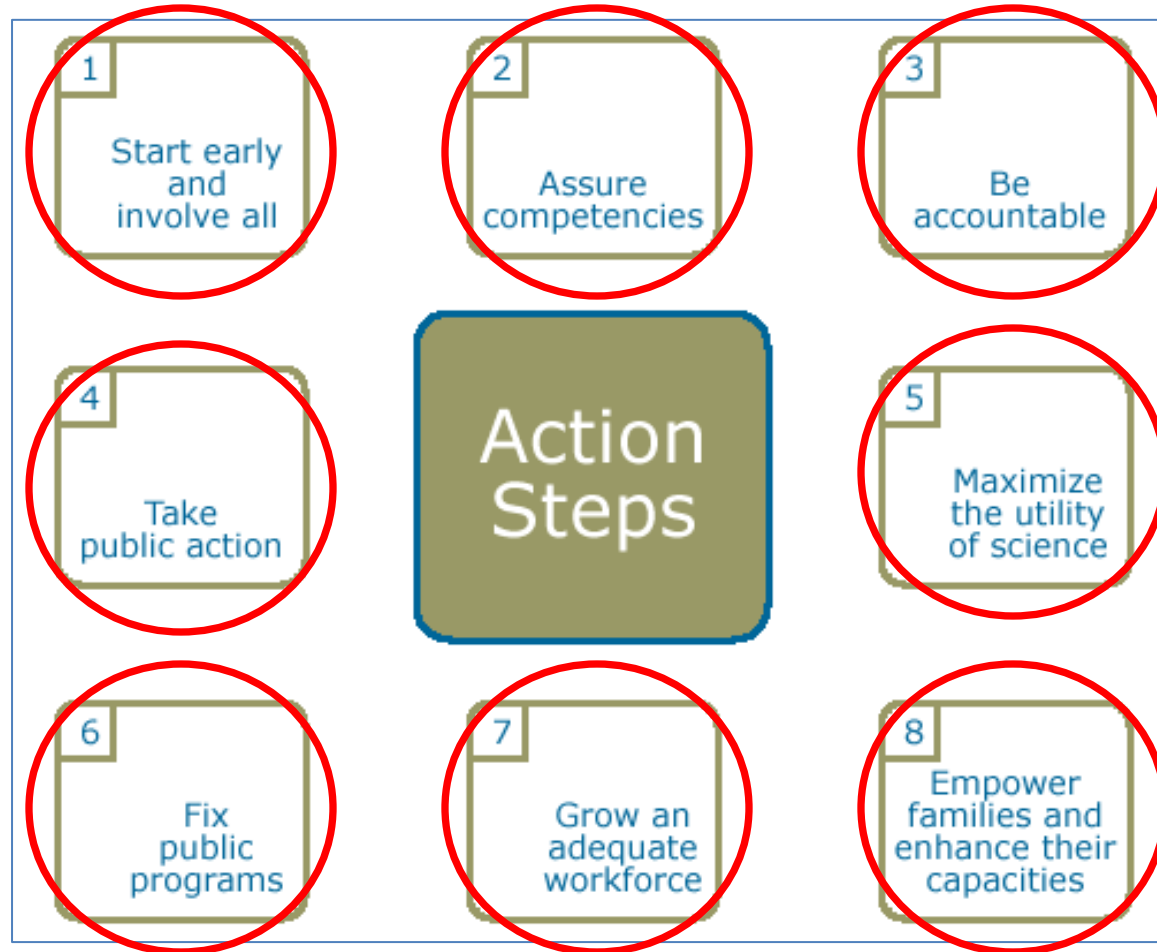 1
Start early
and
involve all
2
Assure
competencies
3
Be
accountable
4
Take
public action
Action
Steps
5
Maximize
the utility
of science
6
Fix
public
programs
7
Grow an
adequate
workforce
8
Empower
families and
enhance their
capacities